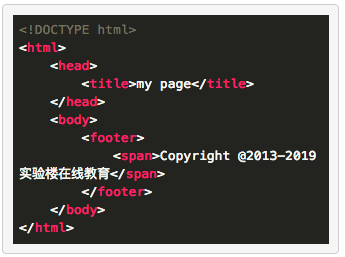 <!DOCTYPE html>
<html>
    <head>
        <title>my page</title>
    </head>
    <body>
        <footer>
            <span>Copyright @2013-2019
实验楼在线教育</span>
        </footer>
    </body>
</html>